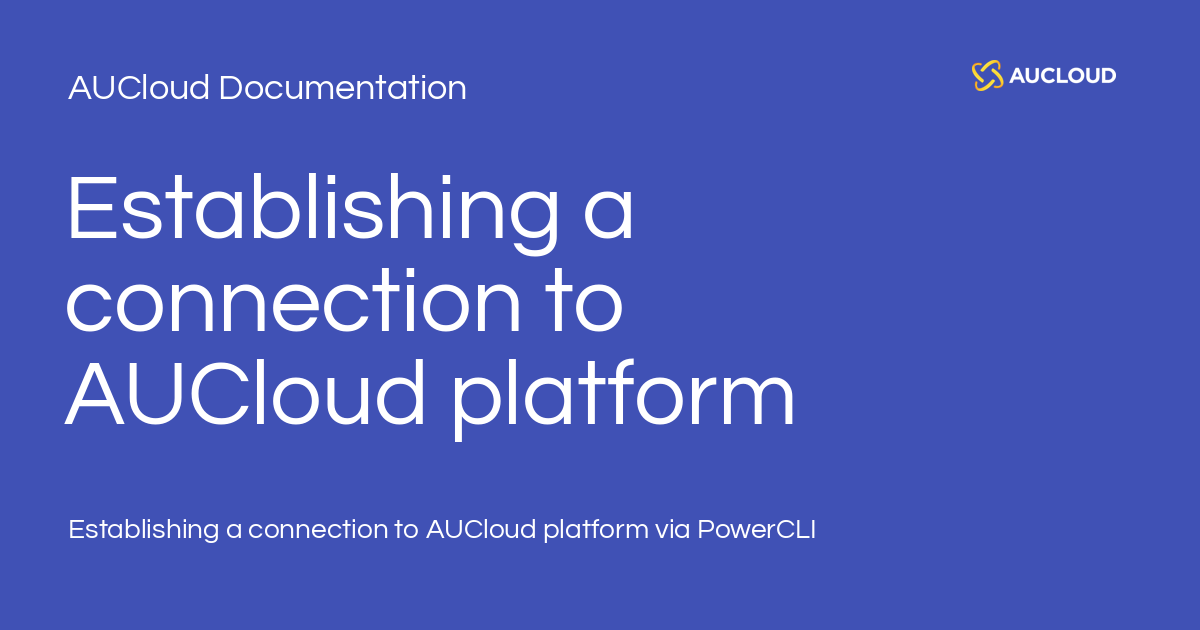 AUCloud Documentation
AUCLOUD
Establishing a
connection to
AUCloud platform
Establishing a connection to AUCloud platform via PowerCLI